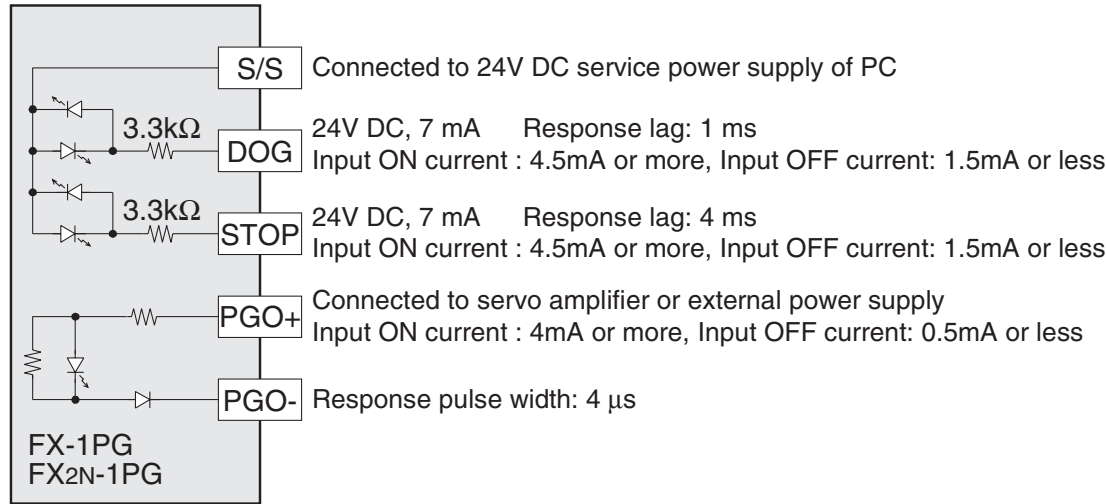 S/S Connected to 24V DC service power supply of PC
3.3kΩ DOG 24V DC, 7 mA Response lag: 1 ms
Input ON current : 4.5mA or more, Input OFF current: 1.5mA or less
3.3kΩ STOP 24V DC, 7 mA Response lag: 4 ms
Input ON current : 4.5mA or more, Input OFF current: 1.5mA or less
PGO+ Connected to servo amplifier or external power supply
Input ON current : 4mA or more, Input OFF current: 0.5mA or less
PGO- Response pulse width: 4 μs
FX-1PG
FX2N-1PG